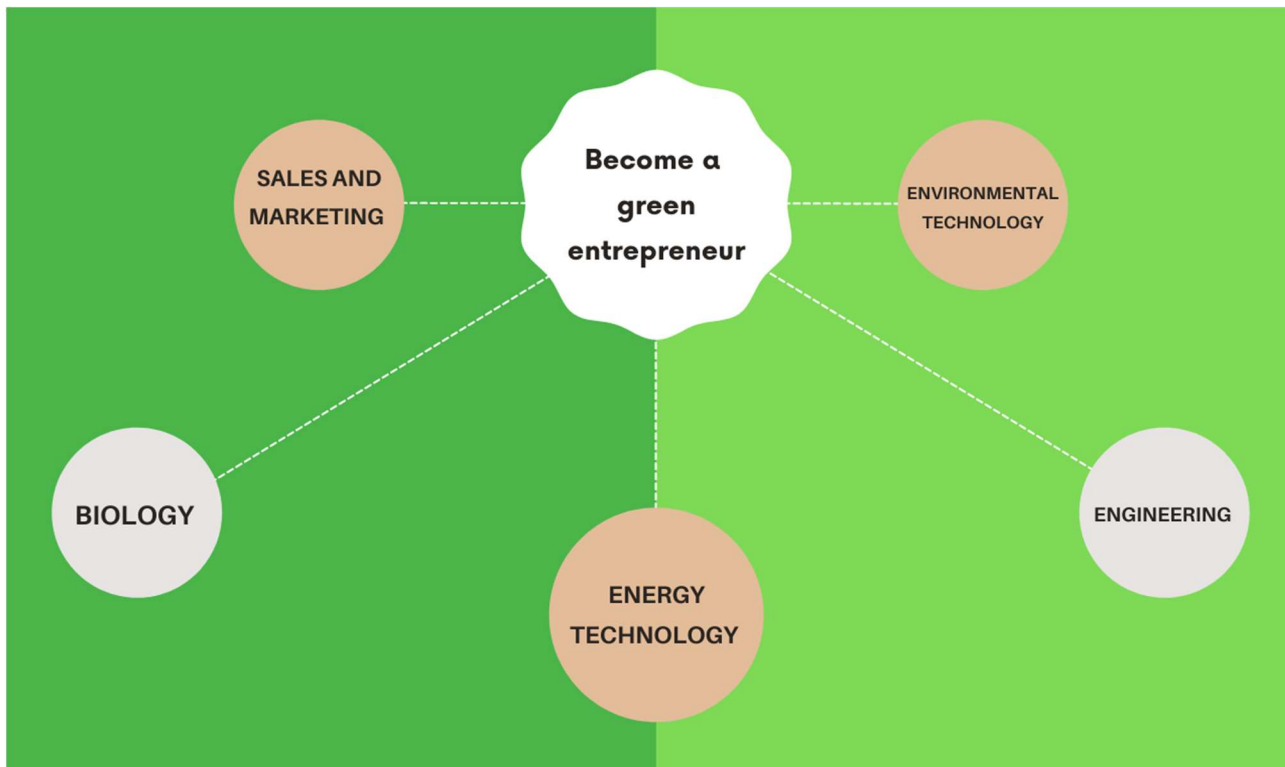 Become a
green
entrepreneur
SALES AND
MARKETING
ENVIRONMENTAL
TECHNOLOGY
BIOLOGY
ENGINEERING
ENERGY
TECHNOLOGY